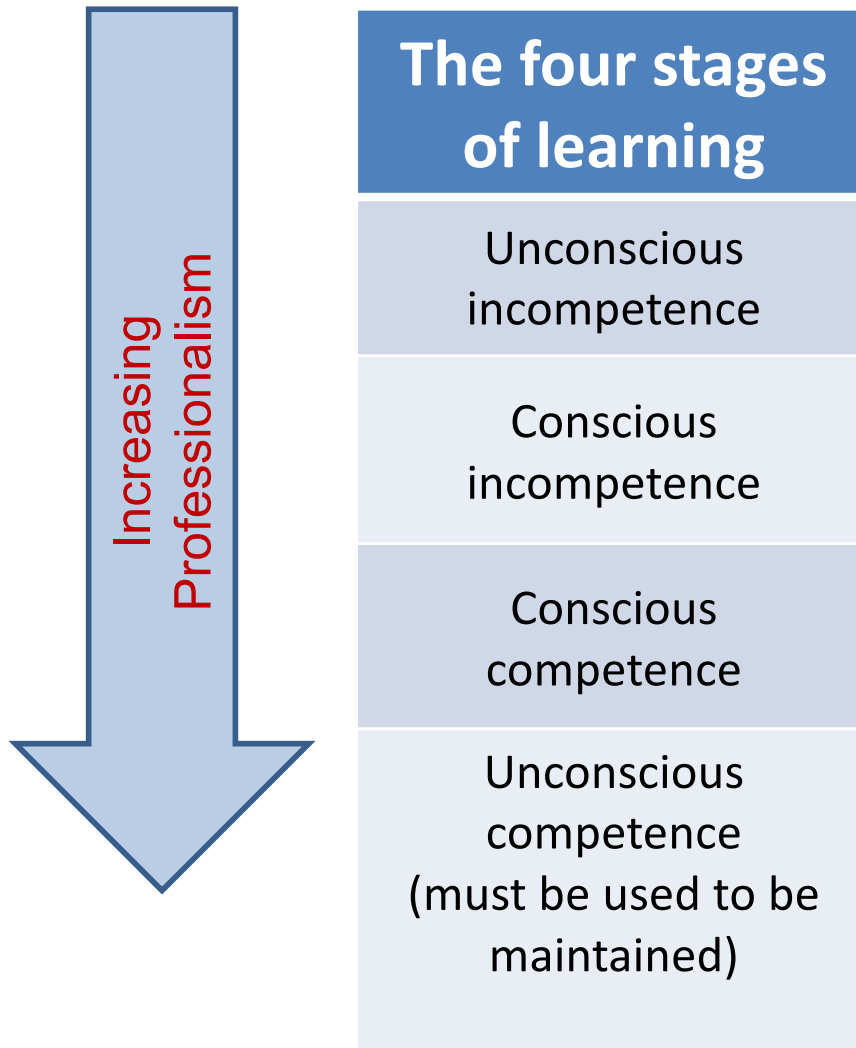 Increasing
Professionalism
The four stages
of learning
Unconscious
incompetence
Conscious
incompetence
Conscious
competence
Unconscious
competence
(must be used to be
maintained)